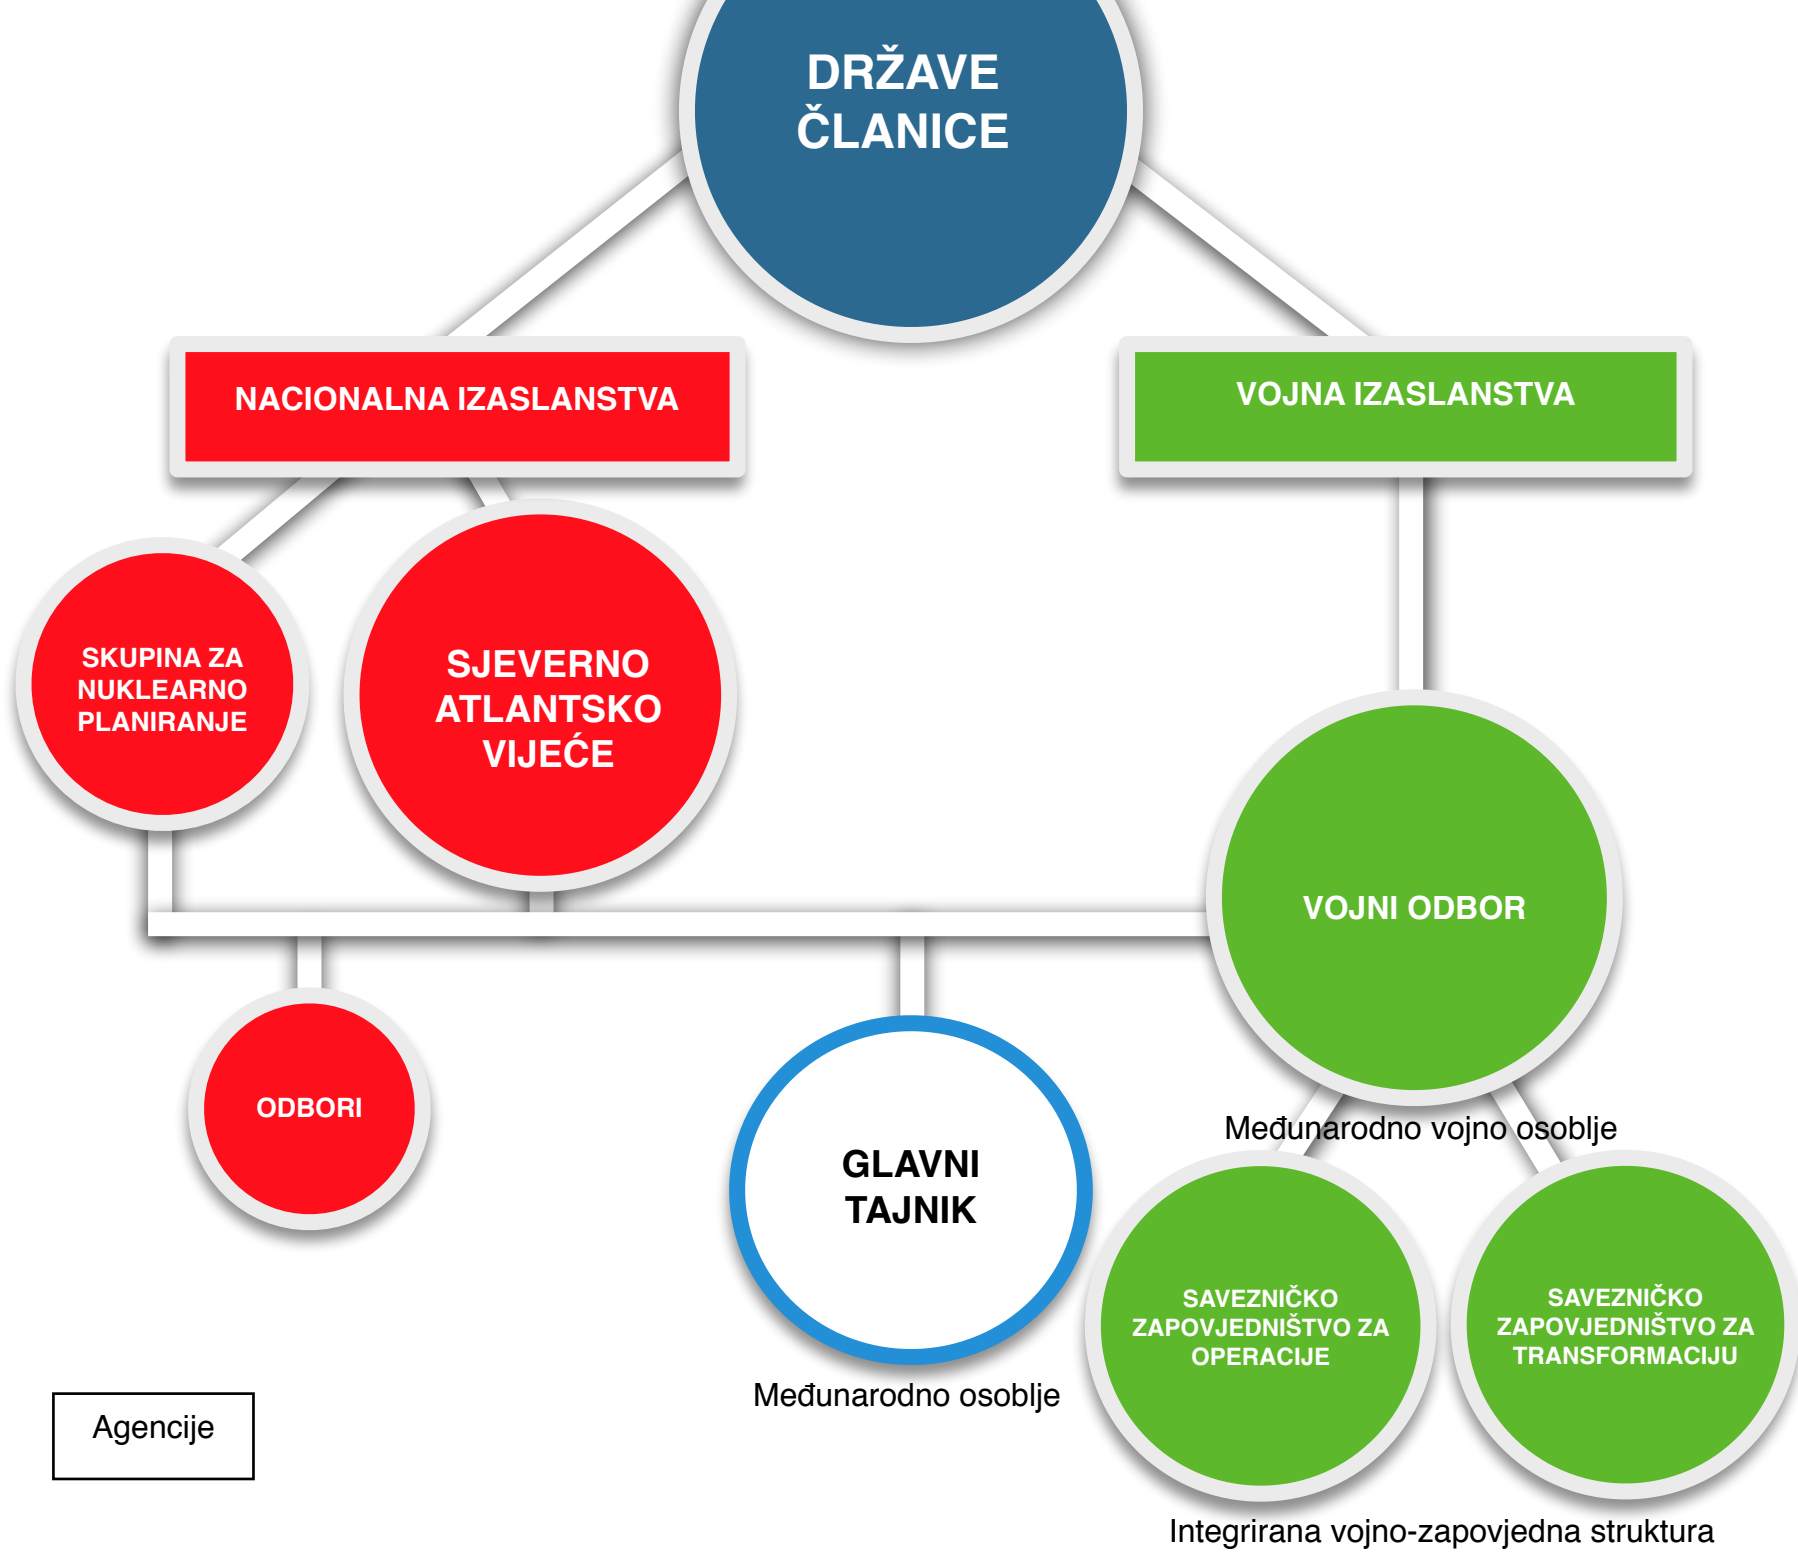 DRŽAVE
ČLANICE
NACIONALNA IZASLANSTVA
VOJNA IZASLANSTVA
SKUPINA ZA
NUKLEARNO
PLANIRANJE
SJEVERNO
ATLANTSKO
VIJEĆE
VOJNI ODBOR
ODBORI
GLAVNI
TAJNIK
Međunarodno vojno osoblje
SAVEZNIČKO
ZAPOVJEDNIŠTVO ZA
OPERACIJE
SAVEZNIČKO
ZAPOVJEDNIŠTVO ZA
TRANSFORMACIJU
Međunarodno osoblje
Agencije
Integrirana vojno-zapovjedna struktura